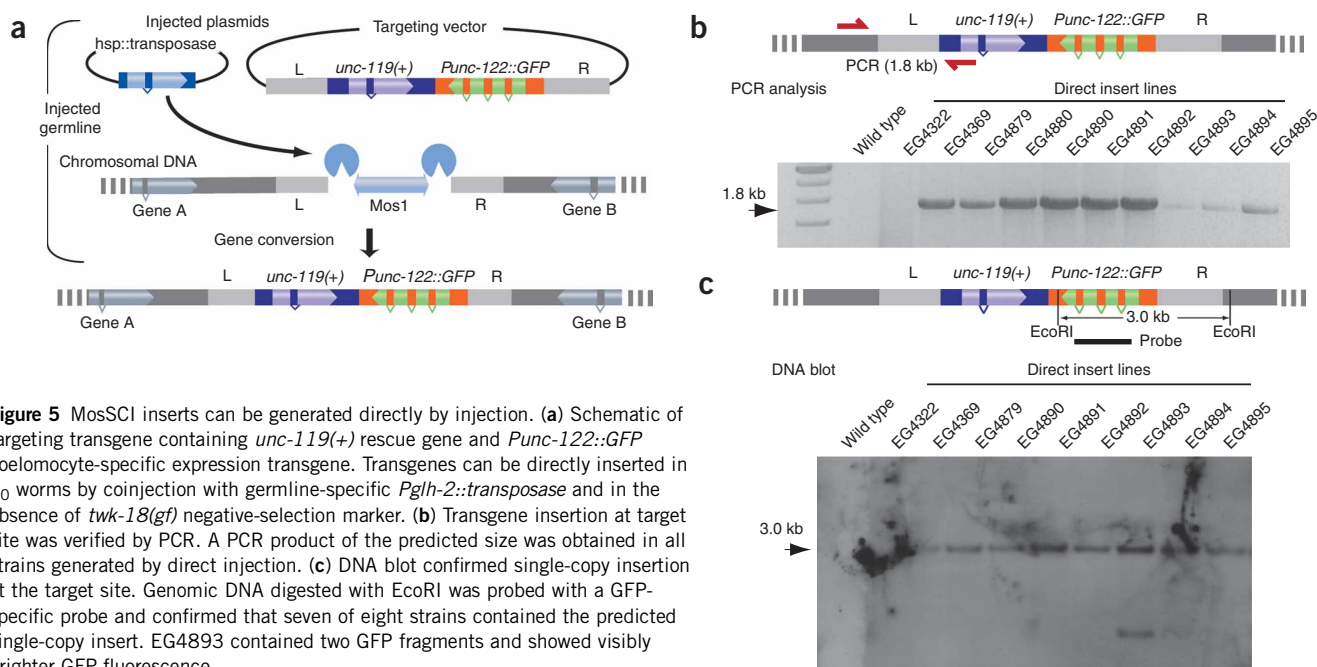 a
Injected plasmids
hsp::transposase
Targeting vector
L
unc-119(+)
Punc-122::GFP
R
Injected
germline
Chromosomal DNA
Gene A
L
Mos1
R
Gene B
Gene conversion
L
unc-119(+)
Punc-122::GFP
R
Gene A
Gene B
igure 5 MosSCI inserts can be generated directly by injection. (a) Schematic of
argeting transgene containing unc-119(+) rescue gene and Punc-122::GFP
oelomocyte-specific expression transgene. Transgenes can be directly inserted in
0 worms by coinjection with germline-specific Pglh-2::transposase and in the
bsence of twk-18(gf) negative-selection marker. (b) Transgene insertion at target
ite was verified by PCR. A PCR product of the predicted size was obtained in all
trains generated by direct injection. (c) DNA blot confirmed single-copy insertion
t the target site. Genomic DNA digested with EcoRI was probed with a GFP-
pecific probe and confirmed that seven of eight strains contained the predicted
ingle-copy insert. EG4893 contained two GFP fragments and showed visibly
righter GFP fluorescence
b
L
unc-119(+)
Punc-122::GFP
R
PCR (1.8 kb)
PCR analysis
Direct insert lines
Wild type
EG4322
EG4369
EG4879
EG4880
EG4890
EG4891
EG4892
EG4893
EG4894
EG4895
1.8 kb
c
L
unc-119(+)
Punc-122::GFP
R
3.0 kb
EcoRI
EcoRI
Probe
DNA blot
Direct insert lines
Wild type
EG4322
EG4369
EG4879
EG4890
EG4891
EG4892
EG4893
EG4894
EG4895
3.0 kb